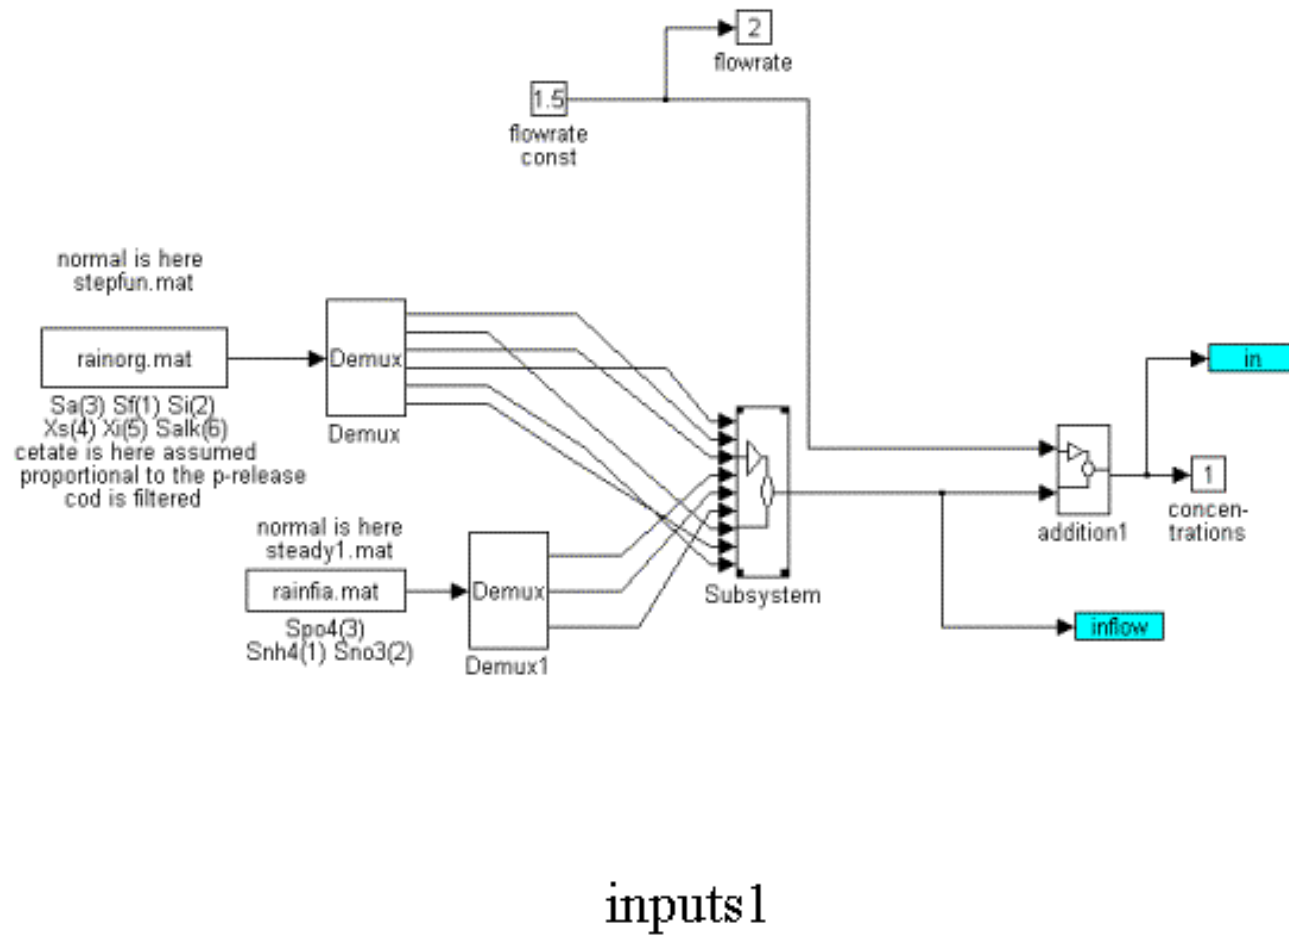 2
flowrate
1.5
flowrate
const
normal is here
stepfun.mat
rainorg.mat
Demux
Sa(3) Sf(1) Si(2)
Xs(4) Xi(5) Salk(6)
cetate is here assumed
proportional to the p-release
cod is filtered
Demux
in
1
concen-
trations
addition1
normal is here
steady1.mat
rainfia.mat
Demux
Subsystem
Spo4(3)
Snh4(1) Sno3(2)
Demux1
inflow
inputs1